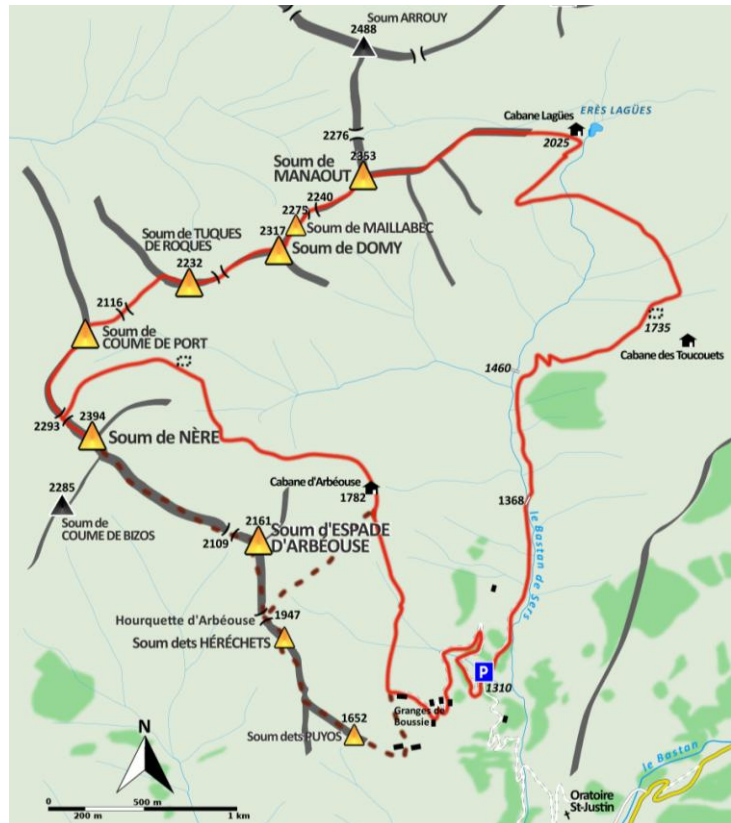 Soum ARROUY
2488
Cabane Lagües
ERÈS LAGÜES
2025
2276
2353
Soum de
MANAOUT
2240
2275
Soum de MAILLABEC
2317
Soum de DOMY
Soum de TUQUES
DE ROQUES
2232
2116
Soum de
COUME DE PORT
1735
Cabane des Toucouets
1460
2293
2394
Soum de NÈRE
2285
Soum de
COUME DE BIZOS
Cabane d'Arbéouse
1782
1368
le Bastan de Sers
2161
Soum d'ESPADE
D'ARBÉOUSE
2109
1947
Hourquette d'Arbéouse
Soum dets HÉRÉCHETS
P
1310
Granges de
Boussie
1652
Soum dets PUYOS
N
0 500 m 1 km
200 m
le Bastan
Oratoire
St-Justin